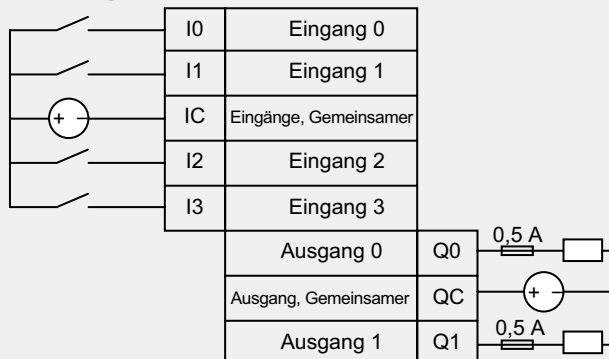 I0 Eingang 0
I1 Eingang 1
+ - IC Eingänge, Gemeinsamer
I2 Eingang 2
I3 Eingang 3
Ausgang 0 Q0 0,5 A
Ausgang, Gemeinsamer QC + -
Ausgang 1 Q1 0,5 A